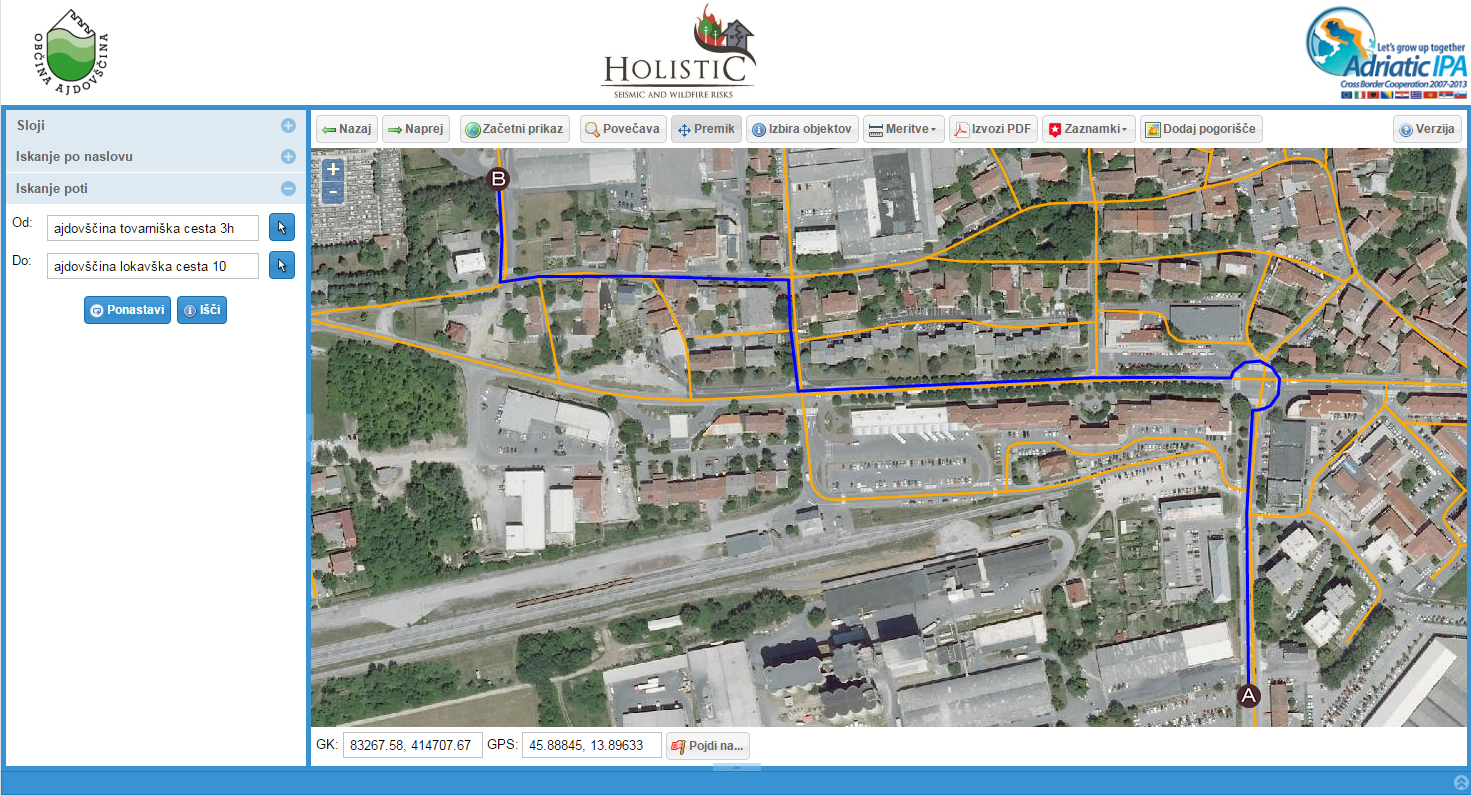 OBČINA AJDOVŠČINA
HOLISTIC
SEISMIC AND WILDFIRE RISKS
Let's grow up together
Adriatic IPA
Cross Border Cooperation 2007-2013
Sloji
Iskanje po naslovu
Iskanje poti
Od:
ajdovščina tovarniška cesta 3h
Do:
ajdovščina lokavška cesta 10
Ponastavi
Išči
Nazaj
Naprej
Začetni prikaz
Povečava
Premik
Izbira objektov
Meritve
Izvozi PDF
Zaznamki
Dodaj pogorišče
Verzija
+
−
B
A
GK:
83267.58, 414707.67
GPS:
45.88845, 13.89633
Pojdi na...